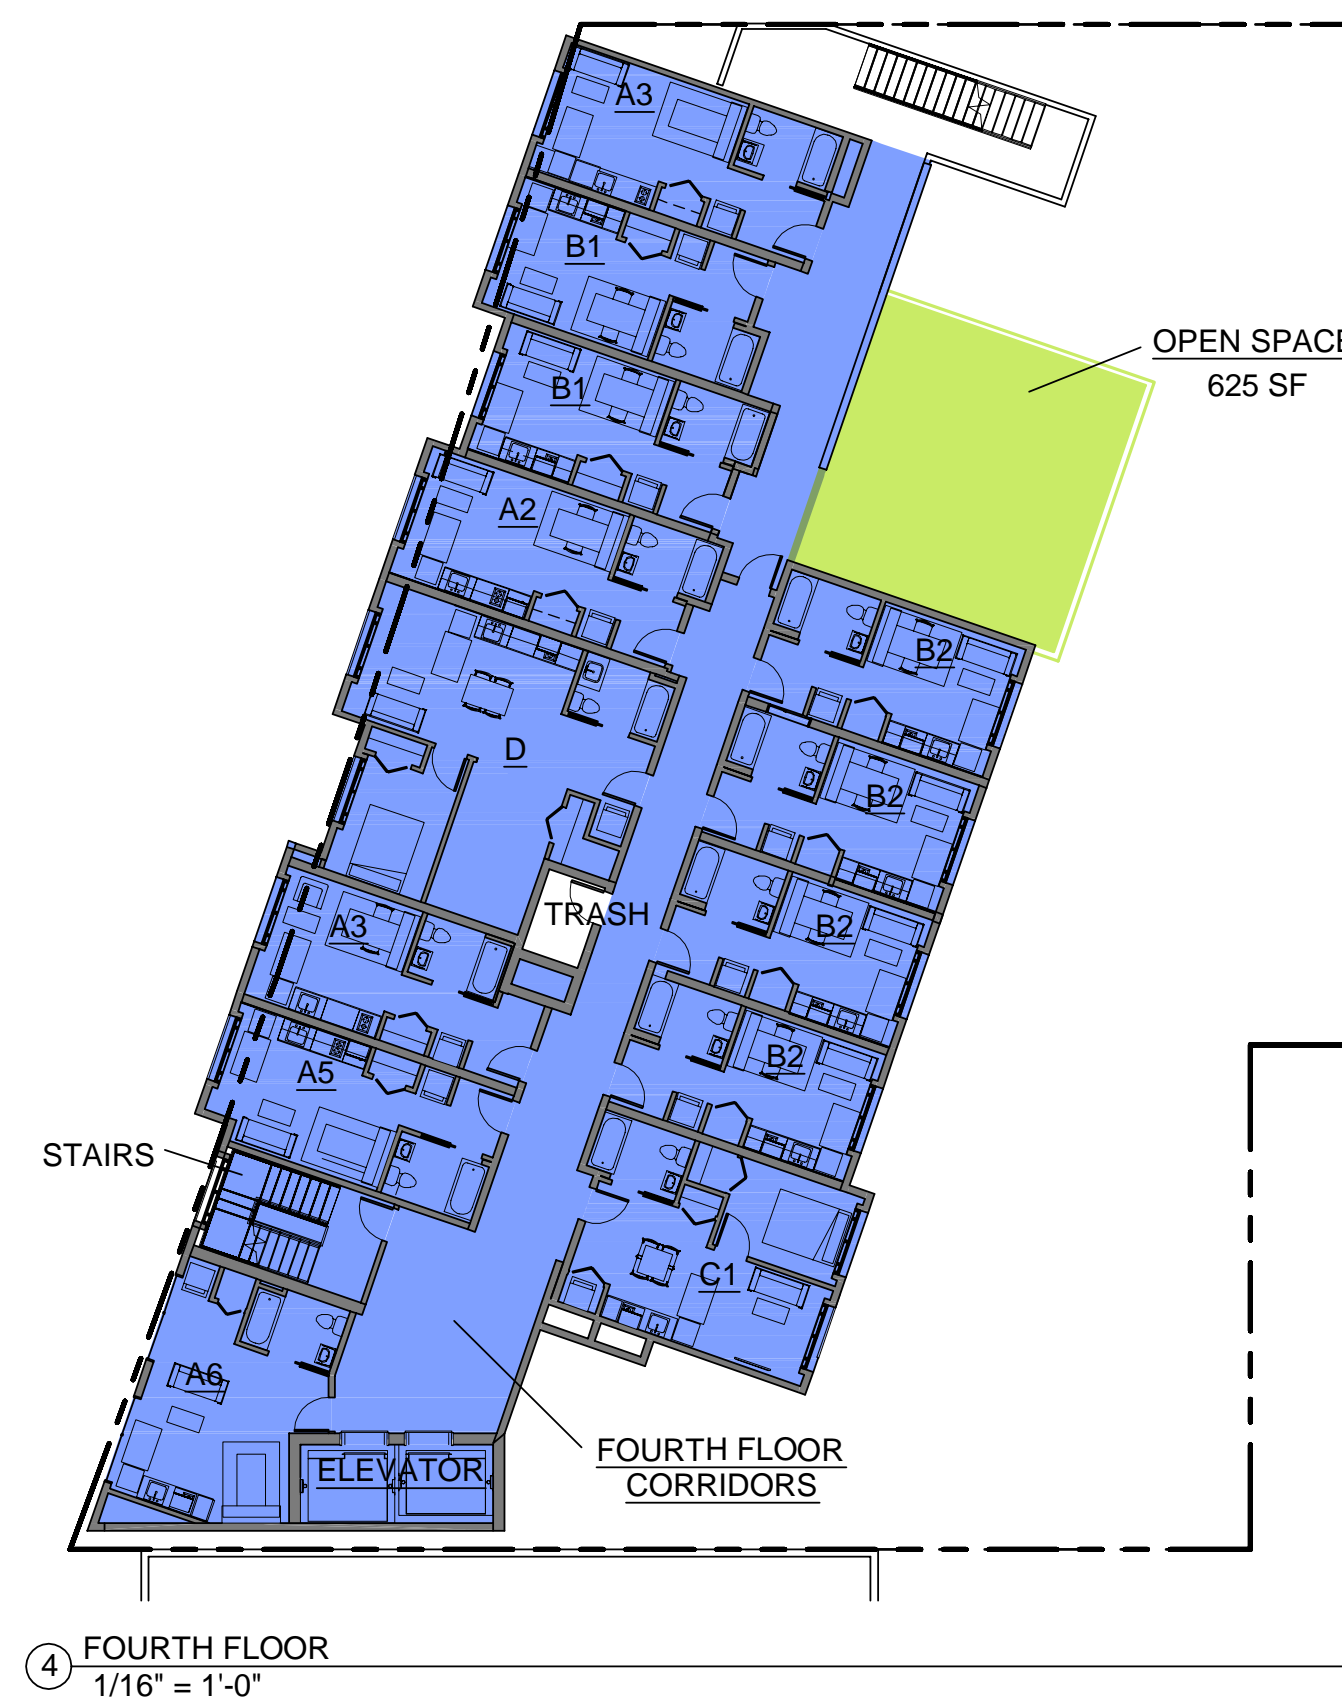 A3
B1
OPEN SPACE
625 SF
B1
A2
B2
D
B2
TRASH
A3
B2
B2
A5
STAIRS
C1
A6
FOURTH FLOOR
CORRIDORS
ELEVATOR
4
FOURTH FLOOR
1/16" = 1'-0"